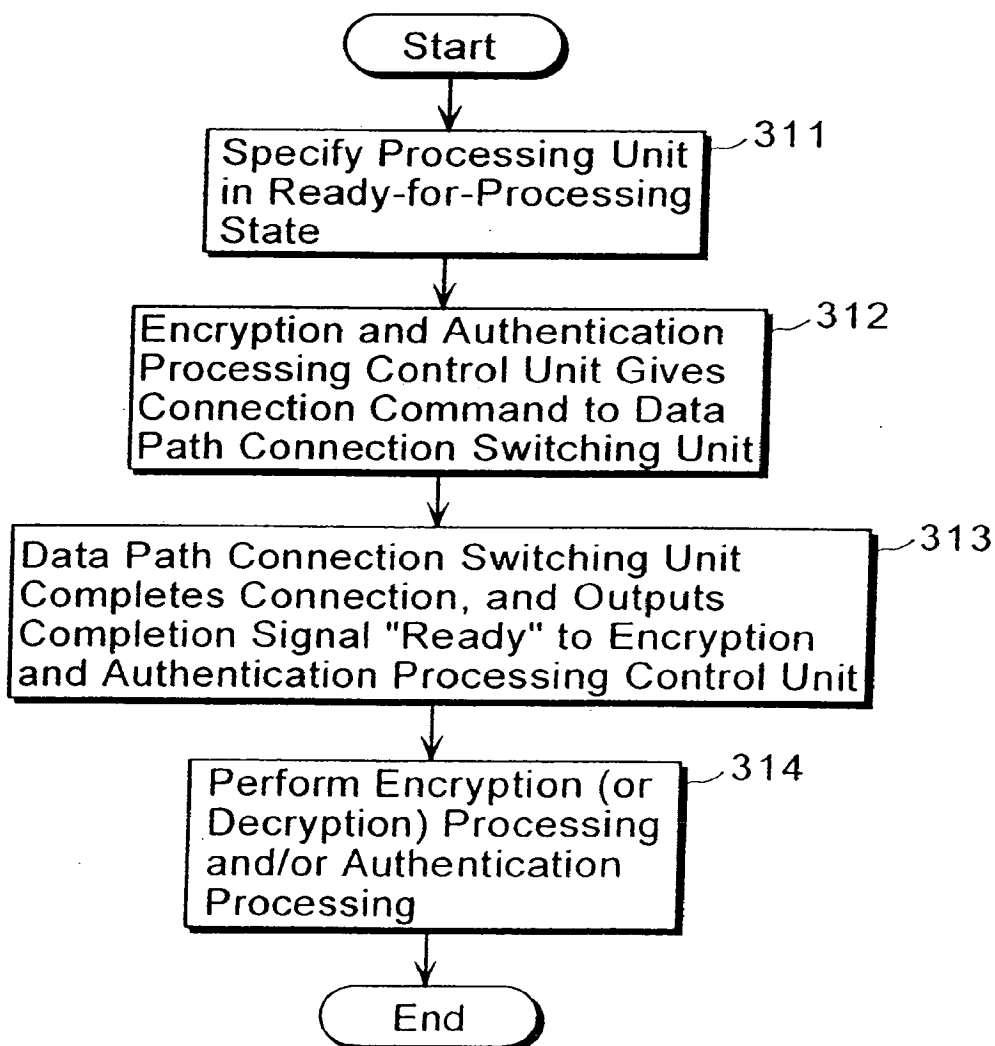 Start
311
Specify Processing Unit
in Ready-for-Processing
State
312
Encryption and Authentication
Processing Control Unit Gives
Connection Command to Data
Path Connection Switching Unit
313
Data Path Connection Switching Unit
Completes Connection, and Outputs
Completion Signal "Ready" to Encryption
and Authentication Processing Control Unit
314
Perform Encryption (or
Decryption) Processing
and/or Authentication
Processing
End